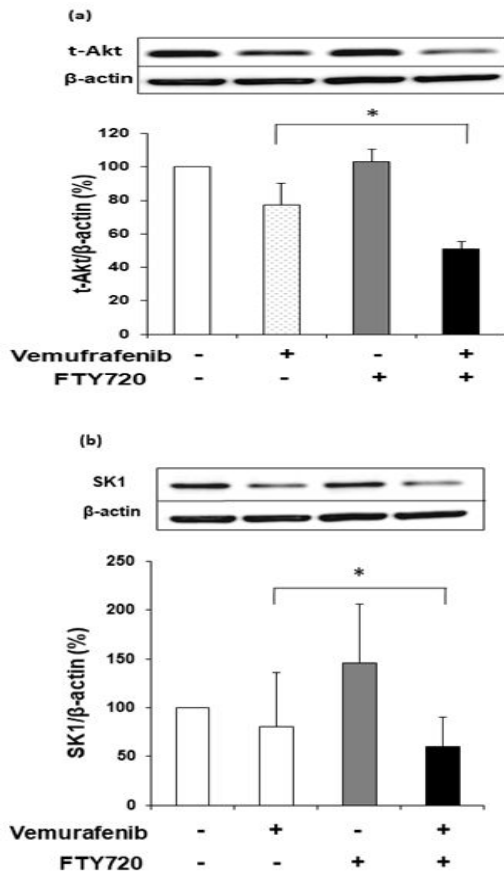 (a)
t-Akt
β-actin
*
120
100
80
60
40
20
0
t-Akt/β-actin (%)
Vemufrafenib - + - +
FTY720 - - + +
(b)
SK1
β-actin
*
250
200
150
100
50
0
SK1/β-actin (%)
Vemurafenib - + - +
FTY720 - - + +